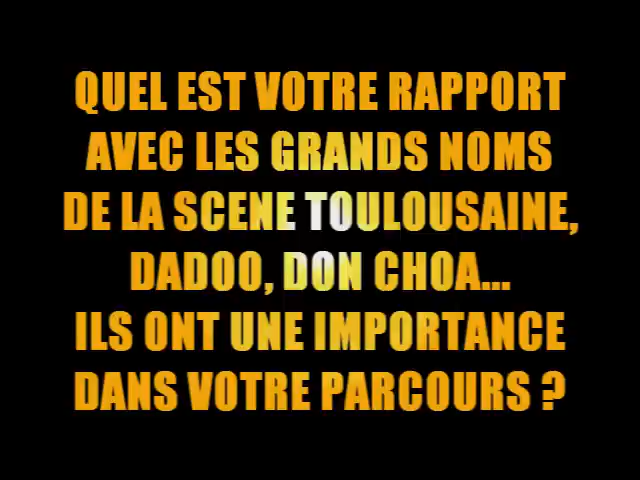 QUEL EST VOTRE RAPPORT
AVEC LES GRANDS NOMS
DE LA SCENE TOULOUSAINE,
DADOO, DON CHOA...
ILS ONT UNE IMPORTANCE
DANS VOTRE PARCOURS ?